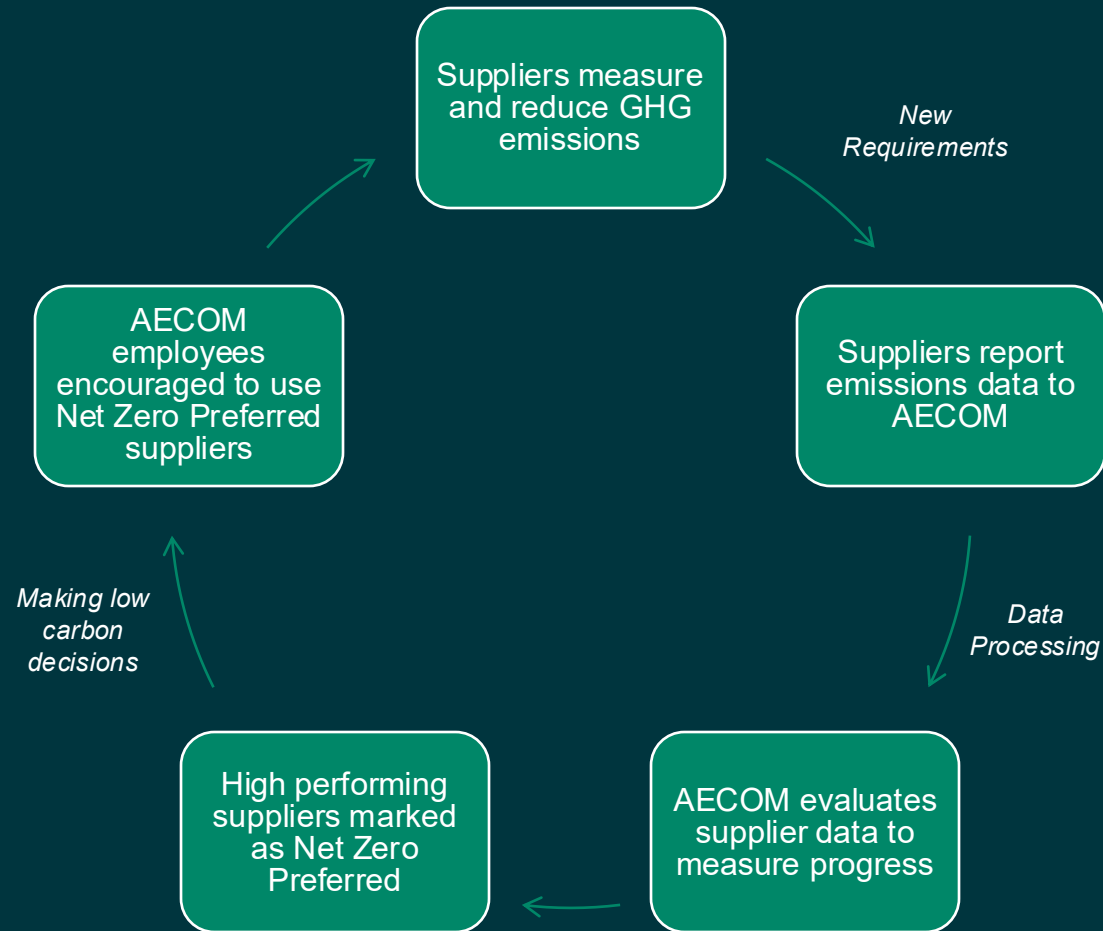 Suppliers measure
and reduce GHG
emissions
New
Requirements
Suppliers report
emissions data to
AECOM
Data
Processing
AECOM evaluates
supplier data to
measure progress
High performing
suppliers marked
as Net Zero
Preferred
Making low
carbon
decisions
AECOM
employees
encouraged to use
Net Zero Preferred
suppliers